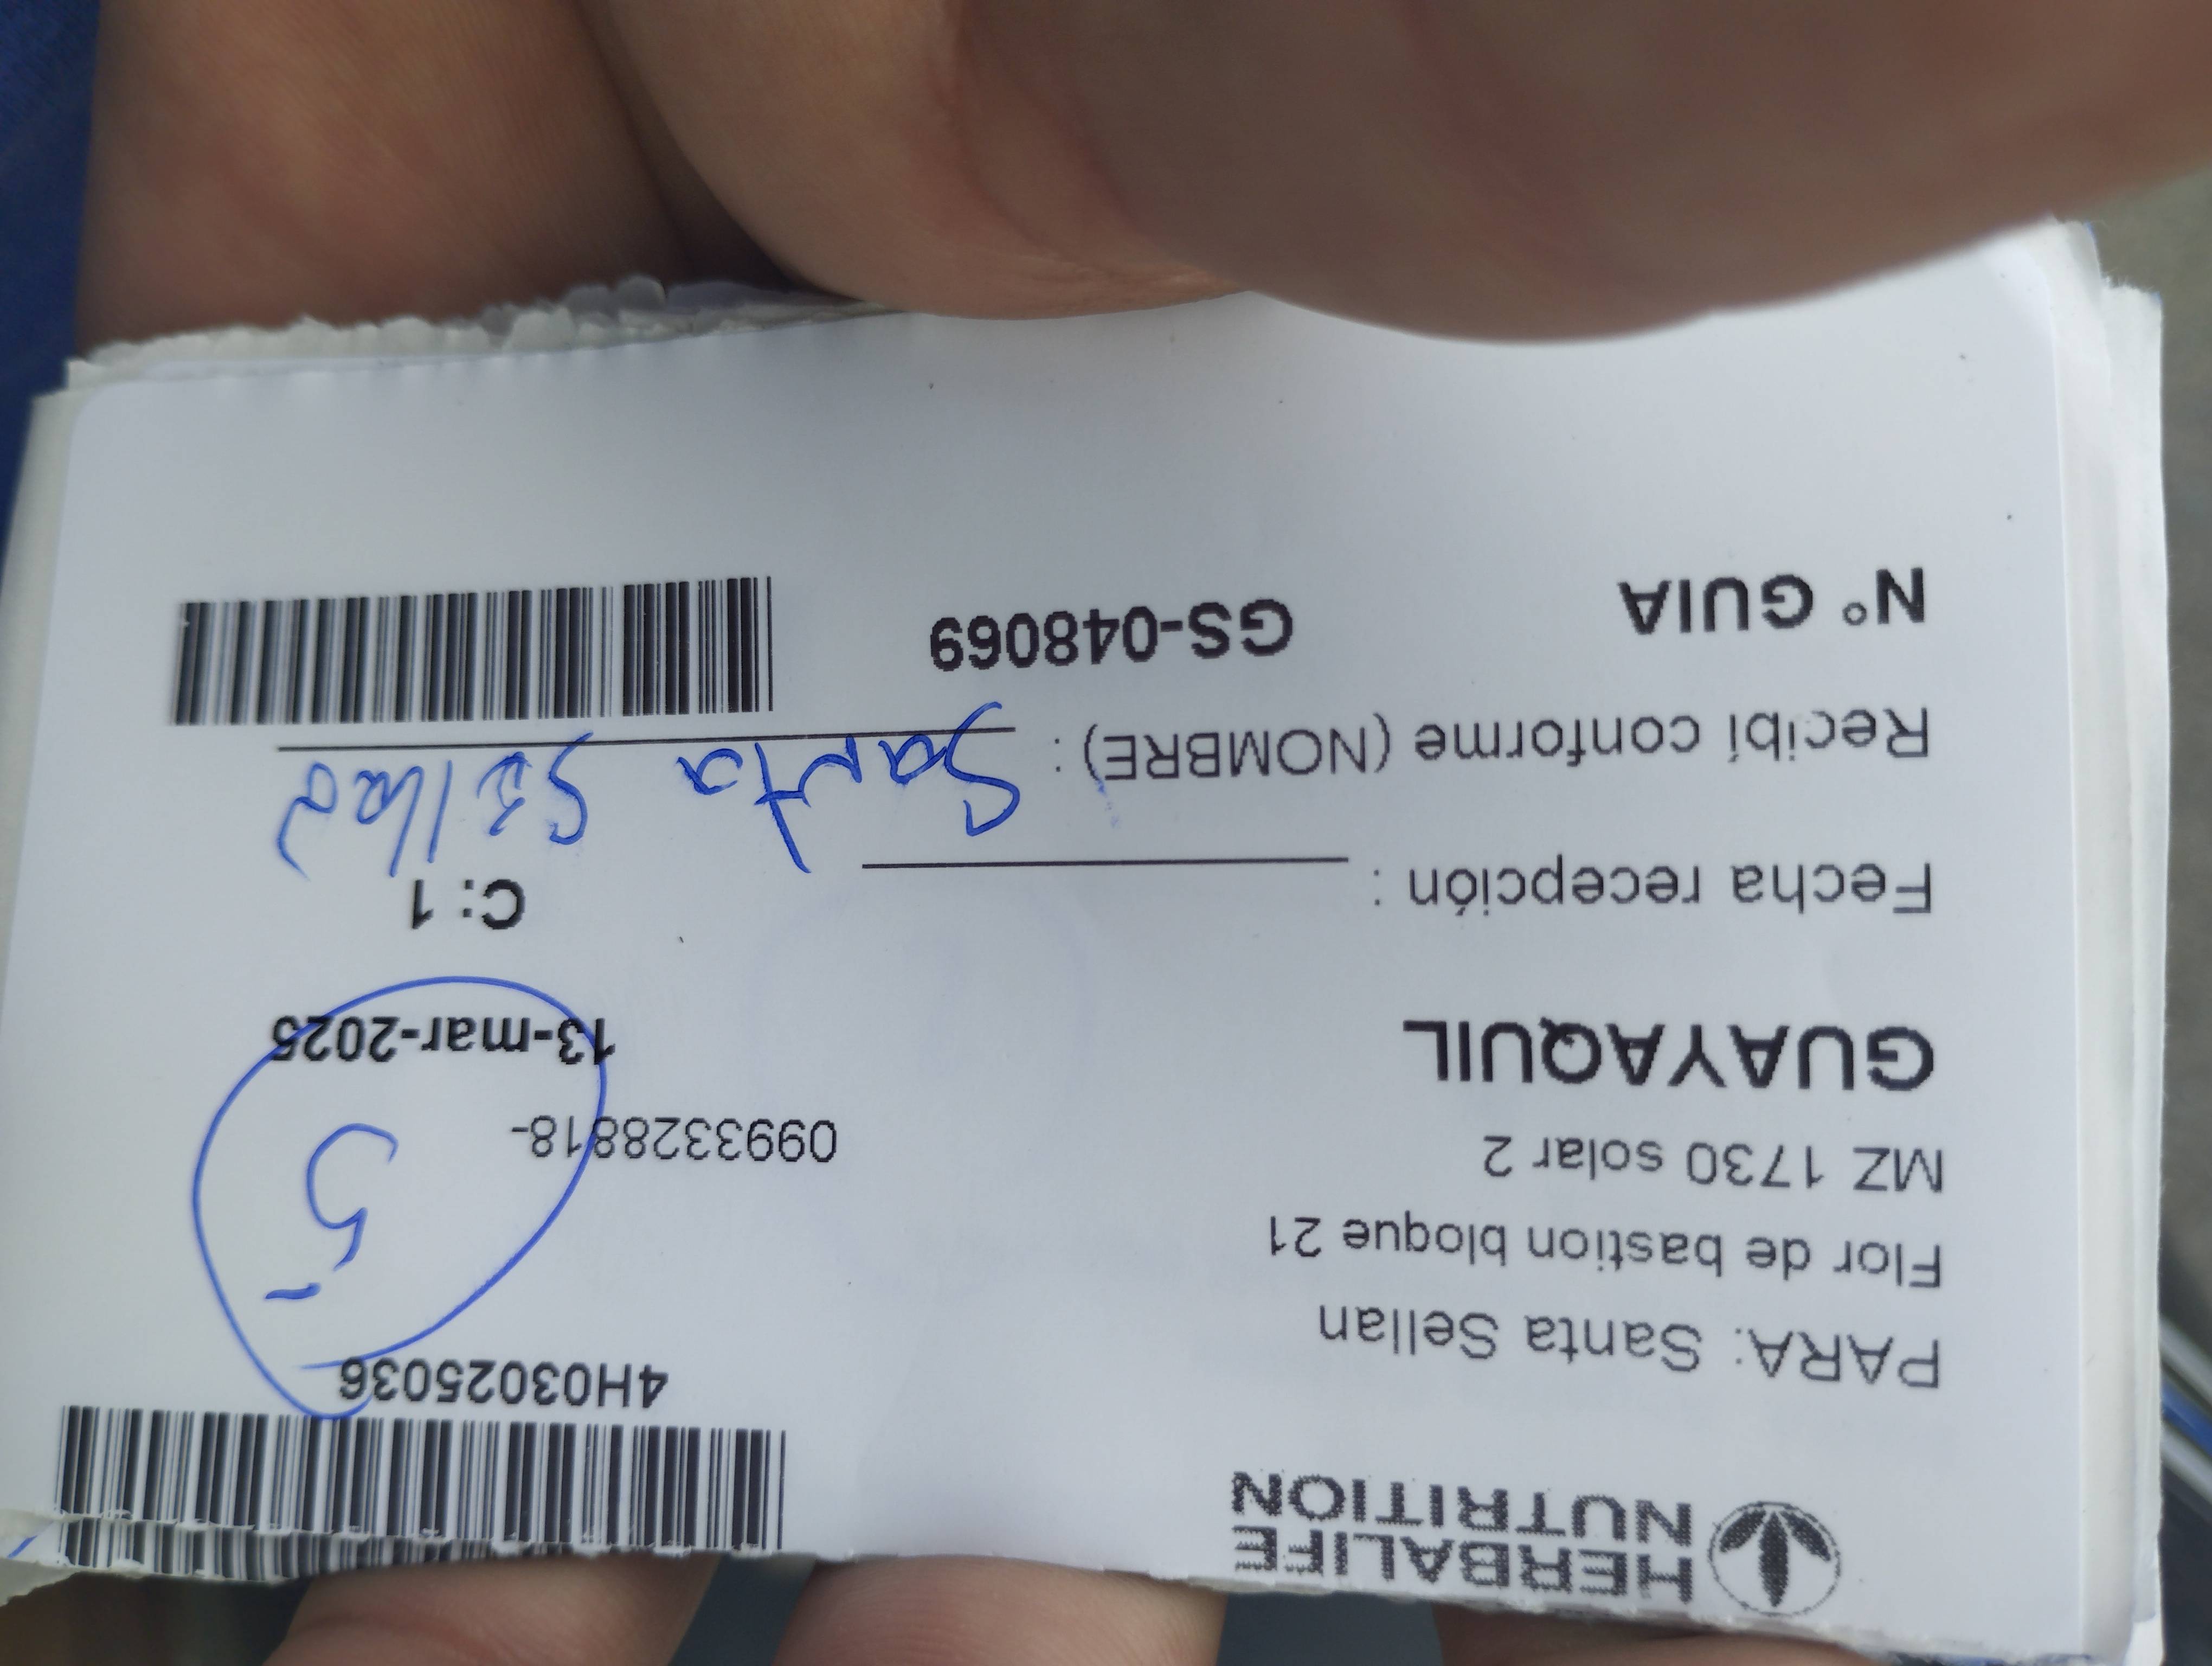 HERBALIFE
NUTRITION
4H03025036
PARA: Santa Sellan
Flor de bastion bloque 21
5
MZ 1730 solar 2
0993328818-
GUAYAQUIL
13-mar-2025
C: 1
Fecha recepción :
Recibí conforme (NOMBRE) : Santa Sellan
N° GUIA GS-048069